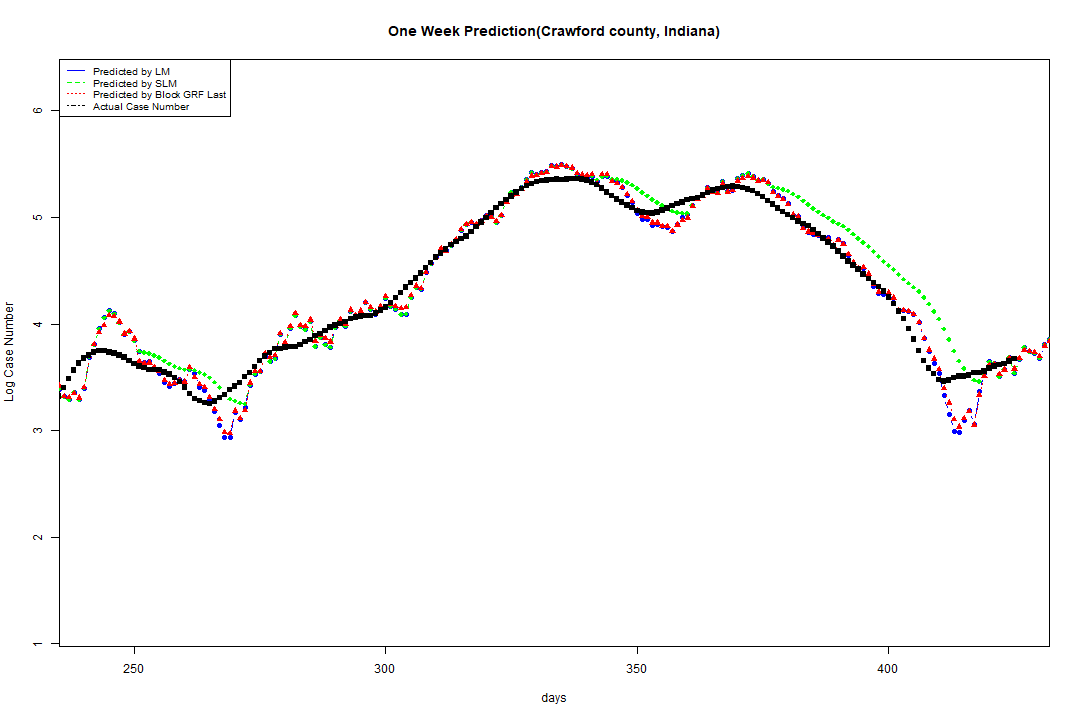 One Week Prediction(Crawford county, Indiana)
Predicted by LM
Predicted by SLM
Predicted by Block GRF Last
Actual Case Number
6
5
4
3
2
1
Log Case Number
250 300 350 400
days